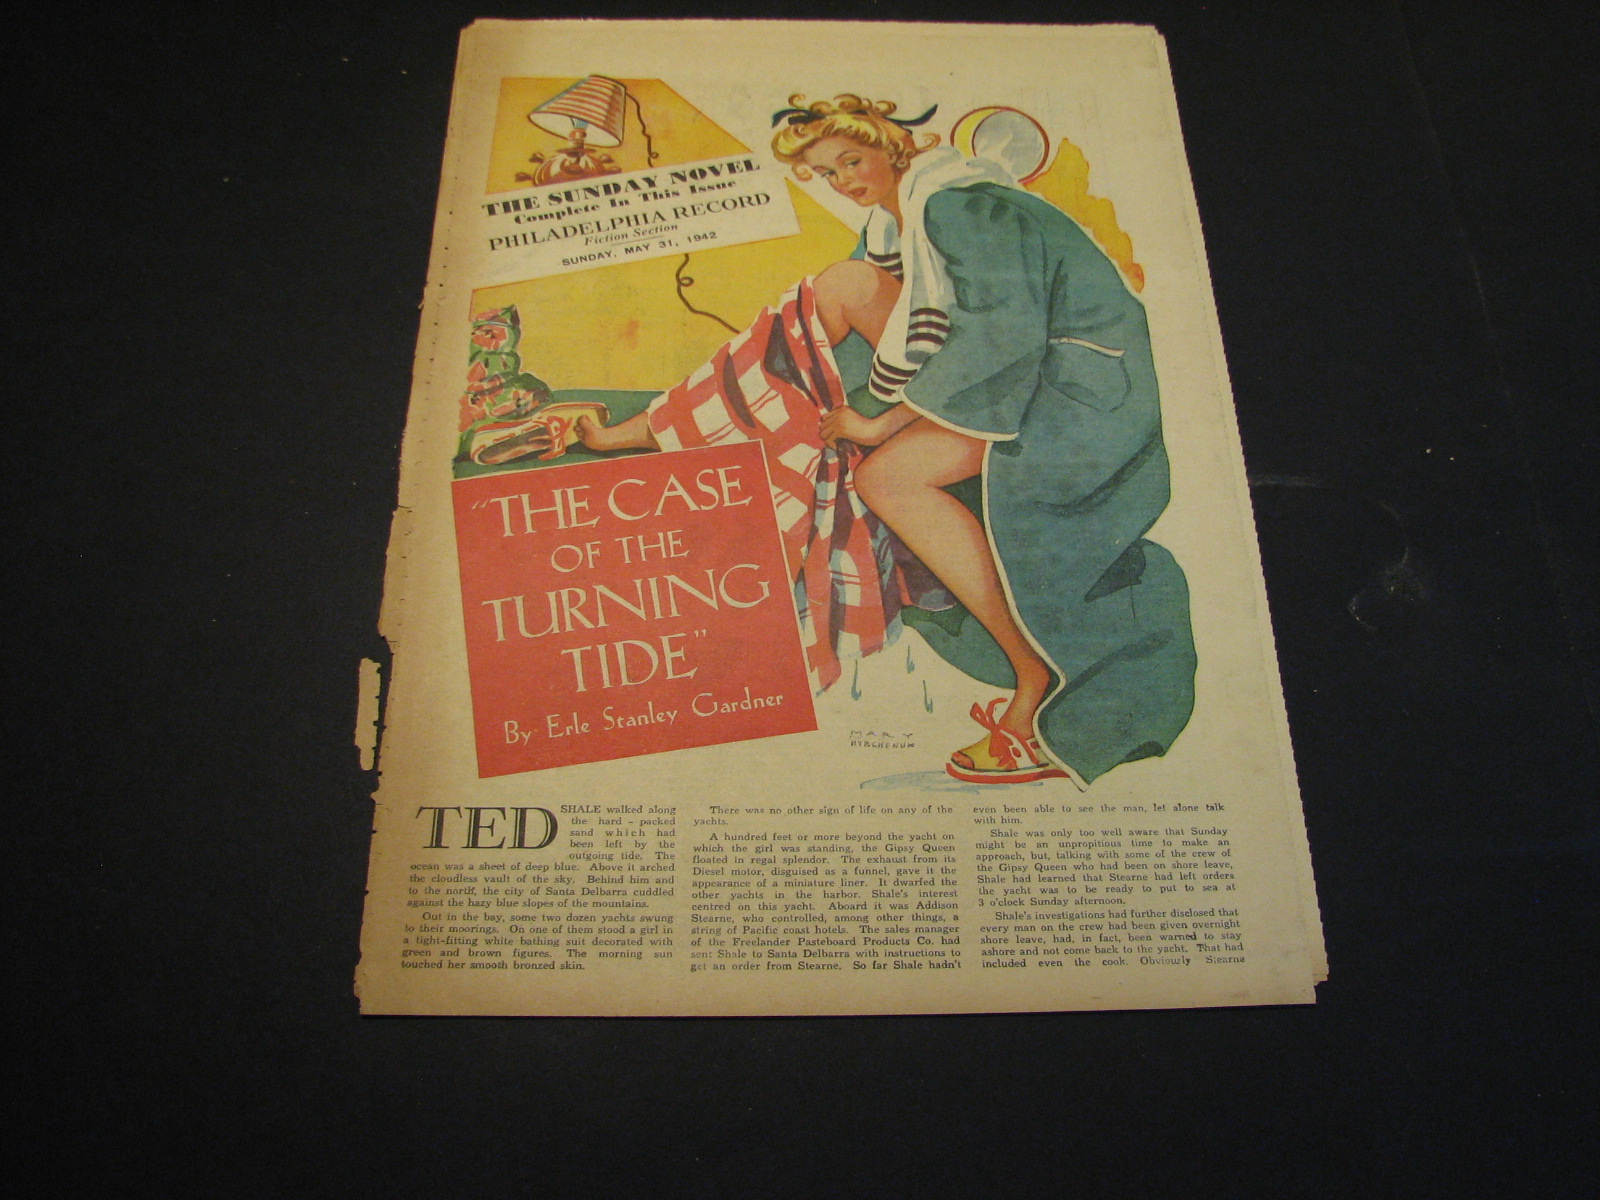 THE SUNDAY NOVEL
Complete In This Issue
PHILADELPHIA RECORD
Fiction Section
SUNDAY, MAY 31, 1942
"THE CASE
OF THE
TURNING
TIDE"
By Erle Stanley Gardner
MARY
TED SHALE walked along
the hard - packed
sand which had
been left by the
outgoing tide. The
ocean was a sheet of deep blue. Above it arched
the cloudless vault of the sky. Behind him and
to the north, the city of Santa Delbarra cuddled
against the hazy blue slopes of the mountains.
Out in the bay, some two dozen yachts swung
to their moorings. On one of them stood a girl in
a tight-fitting white bathing suit decorated with
green and brown figures. The morning sun
touched her smooth bronzed skin.
There was no other sign of life on any of the
yachts.
A hundred feet or more beyond the yacht on
which the girl was standing, the Gipsy Queen
floated in regal splendor. The exhaust from its
Diesel motor, disguised as a funnel, gave it the
appearance of a miniature liner. It dwarfed the
other yachts in the harbor. Shale's interest
centred on this yacht. Aboard it was Addison
Stearne, who controlled, among other things, a
string of Pacific coast hotels. The sales manager
of the Freelander Pasteboard Products Co. had
sent Shale to Santa Delbarra with instructions to
get an order from Stearne. So far Shale hadn't
even been able to see the man, let alone talk
with him.
Shale was only too well aware that Sunday
might be an unpropitious time to make an
approach, but, talking with some of the crew of
the Gipsy Queen who had been on shore leave,
Shale had learned that Stearne had left orders
the yacht was to be ready to put to sea at
3 o'clock Sunday afternoon.
Shale's investigations had further disclosed that
every man on the crew had been given overnight
shore leave, had, in fact, been warned to stay
ashore and not come back to the yacht. That had
included even the cook. Obviously Stearne